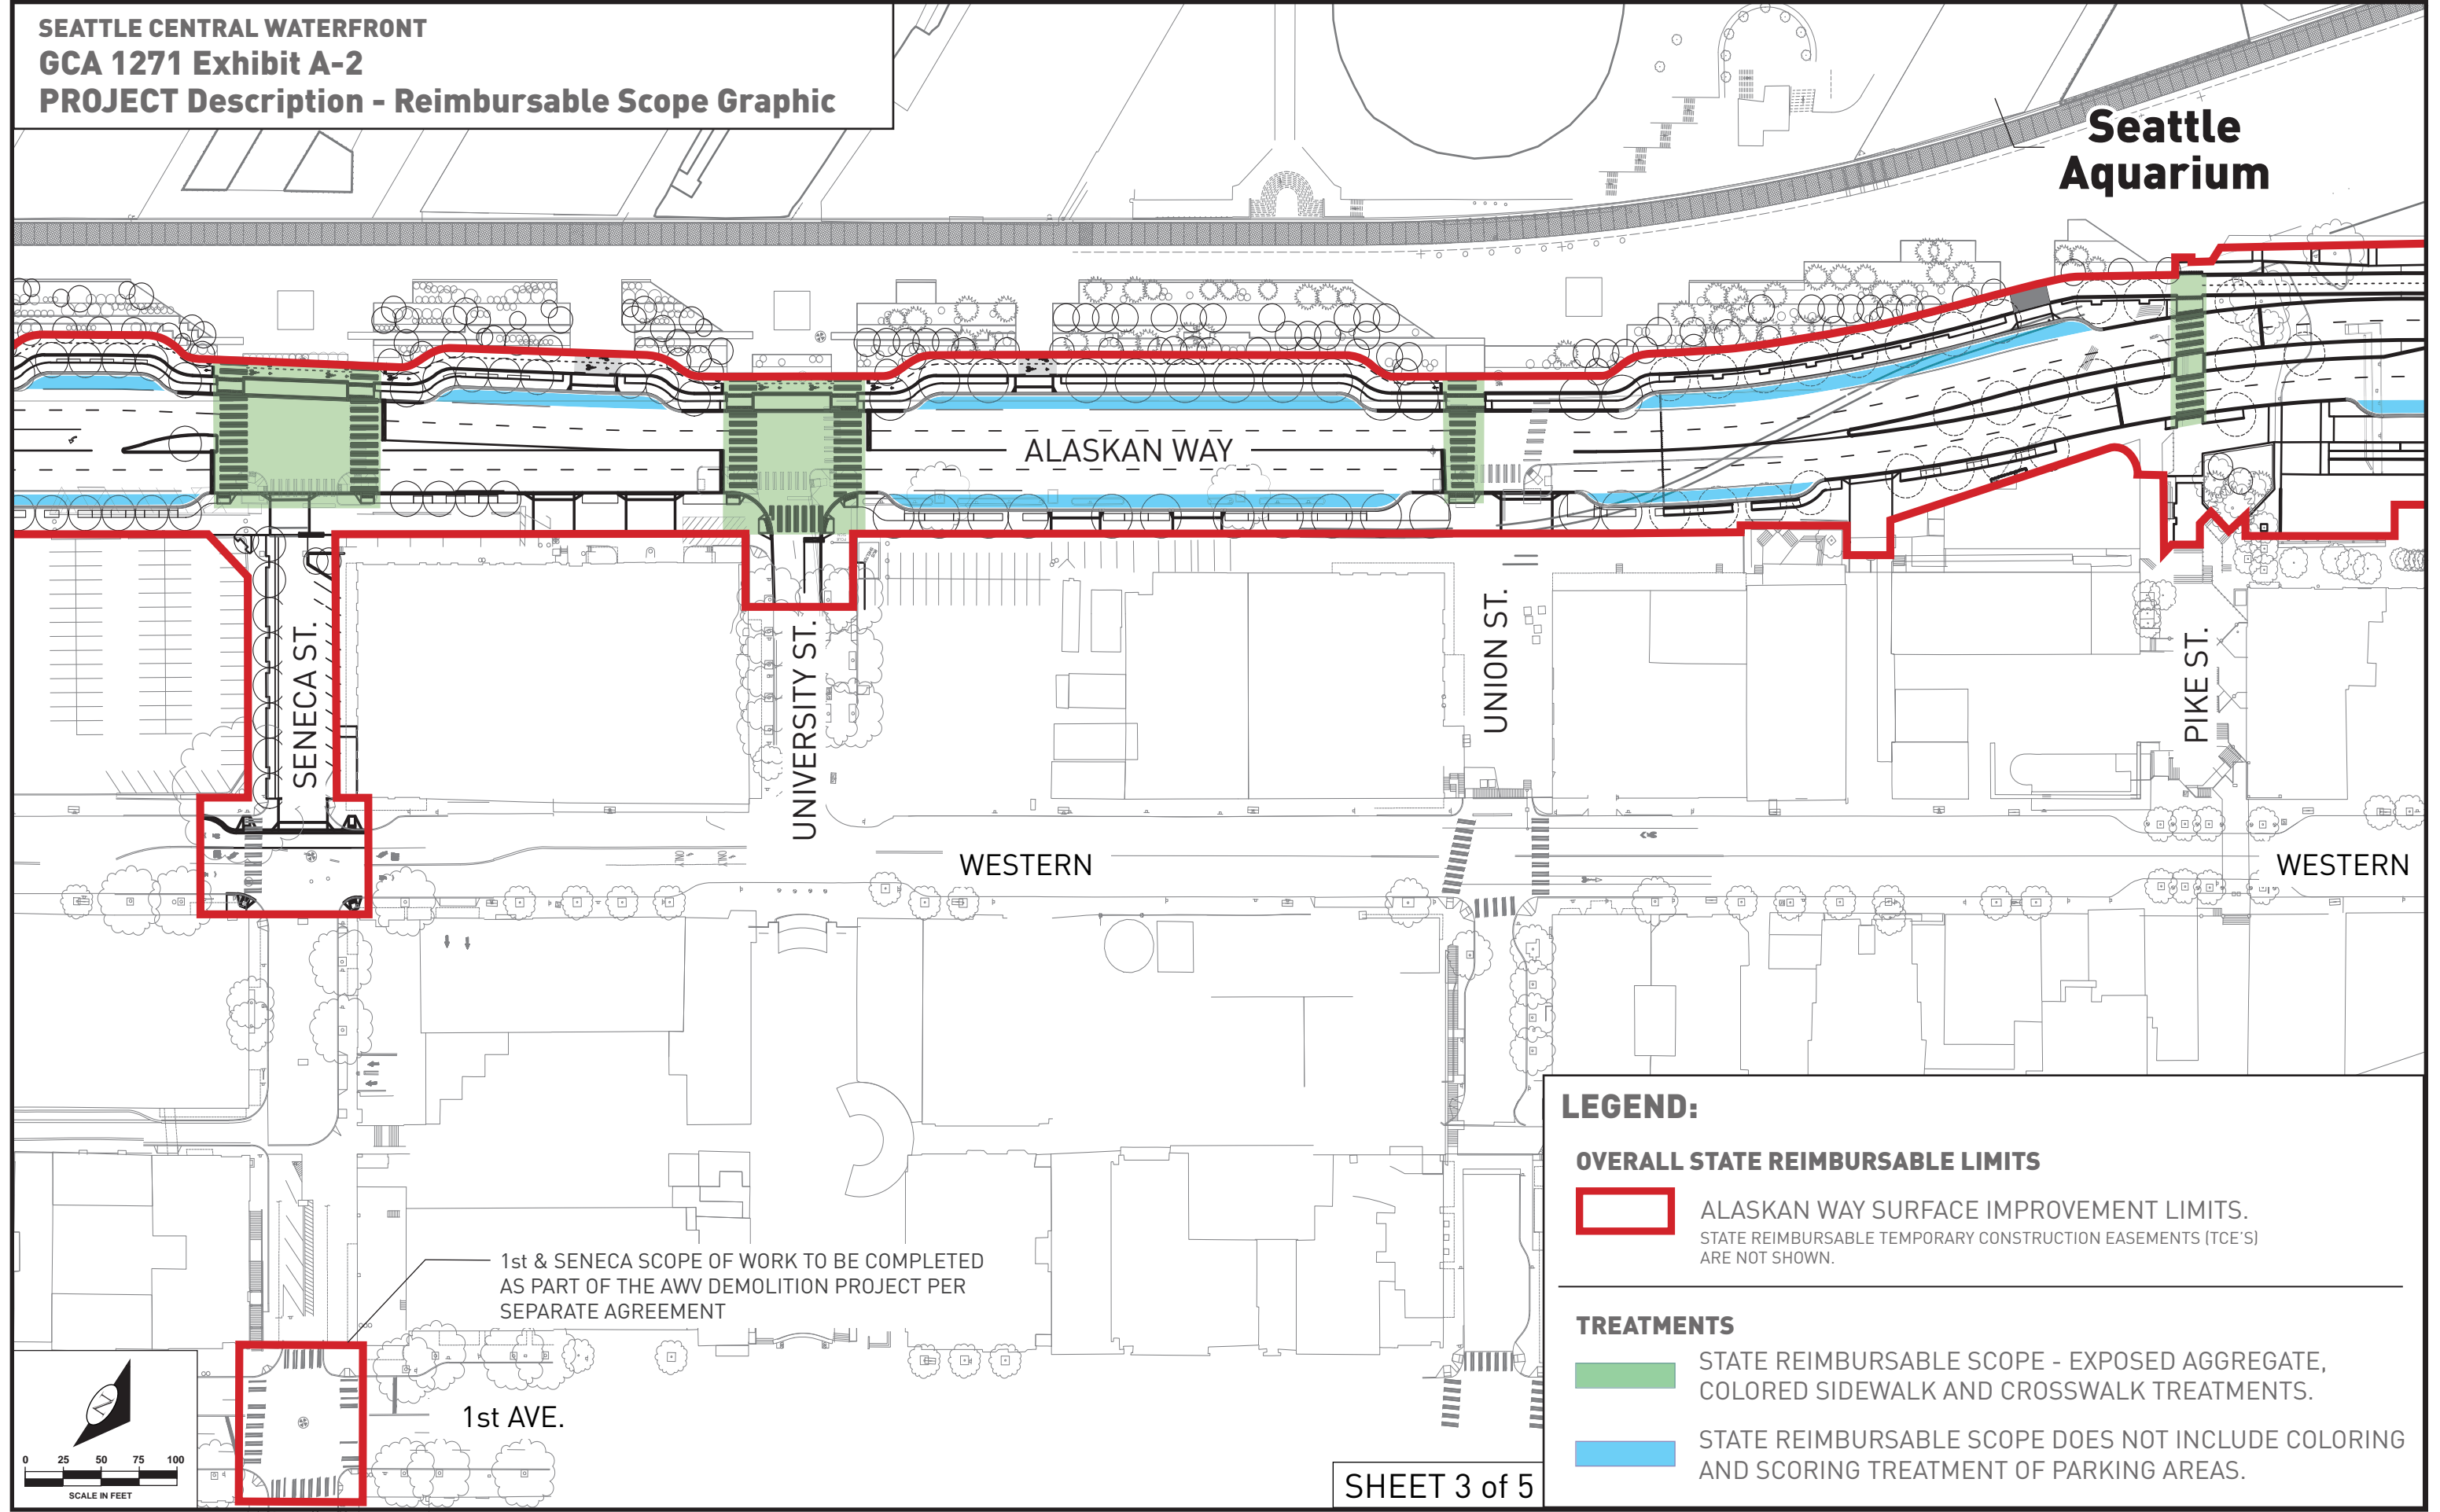 SEATTLE CENTRAL WATERFRONT
GCA 1271 Exhibit A-2
PROJECT Description - Reimbursable Scope Graphic
Seattle
Aquarium
ALASKAN WAY
SENECA ST.
UNIVERSITY ST.
UNION ST.
PIKE ST.
ONLY
ONLY
WESTERN
WESTERN
1st & SENECA SCOPE OF WORK TO BE COMPLETED
AS PART OF THE AWV DEMOLITION PROJECT PER
SEPARATE AGREEMENT
1st AVE.
N
0 25 50 75 100
SCALE IN FEET
SHEET 3 of 5
LEGEND:
OVERALL STATE REIMBURSABLE LIMITS
ALASKAN WAY SURFACE IMPROVEMENT LIMITS.
STATE REIMBURSABLE TEMPORARY CONSTRUCTION EASEMENTS (TCE'S)
ARE NOT SHOWN.
TREATMENTS
STATE REIMBURSABLE SCOPE - EXPOSED AGGREGATE,
COLORED SIDEWALK AND CROSSWALK TREATMENTS.
STATE REIMBURSABLE SCOPE DOES NOT INCLUDE COLORING
AND SCORING TREATMENT OF PARKING AREAS.